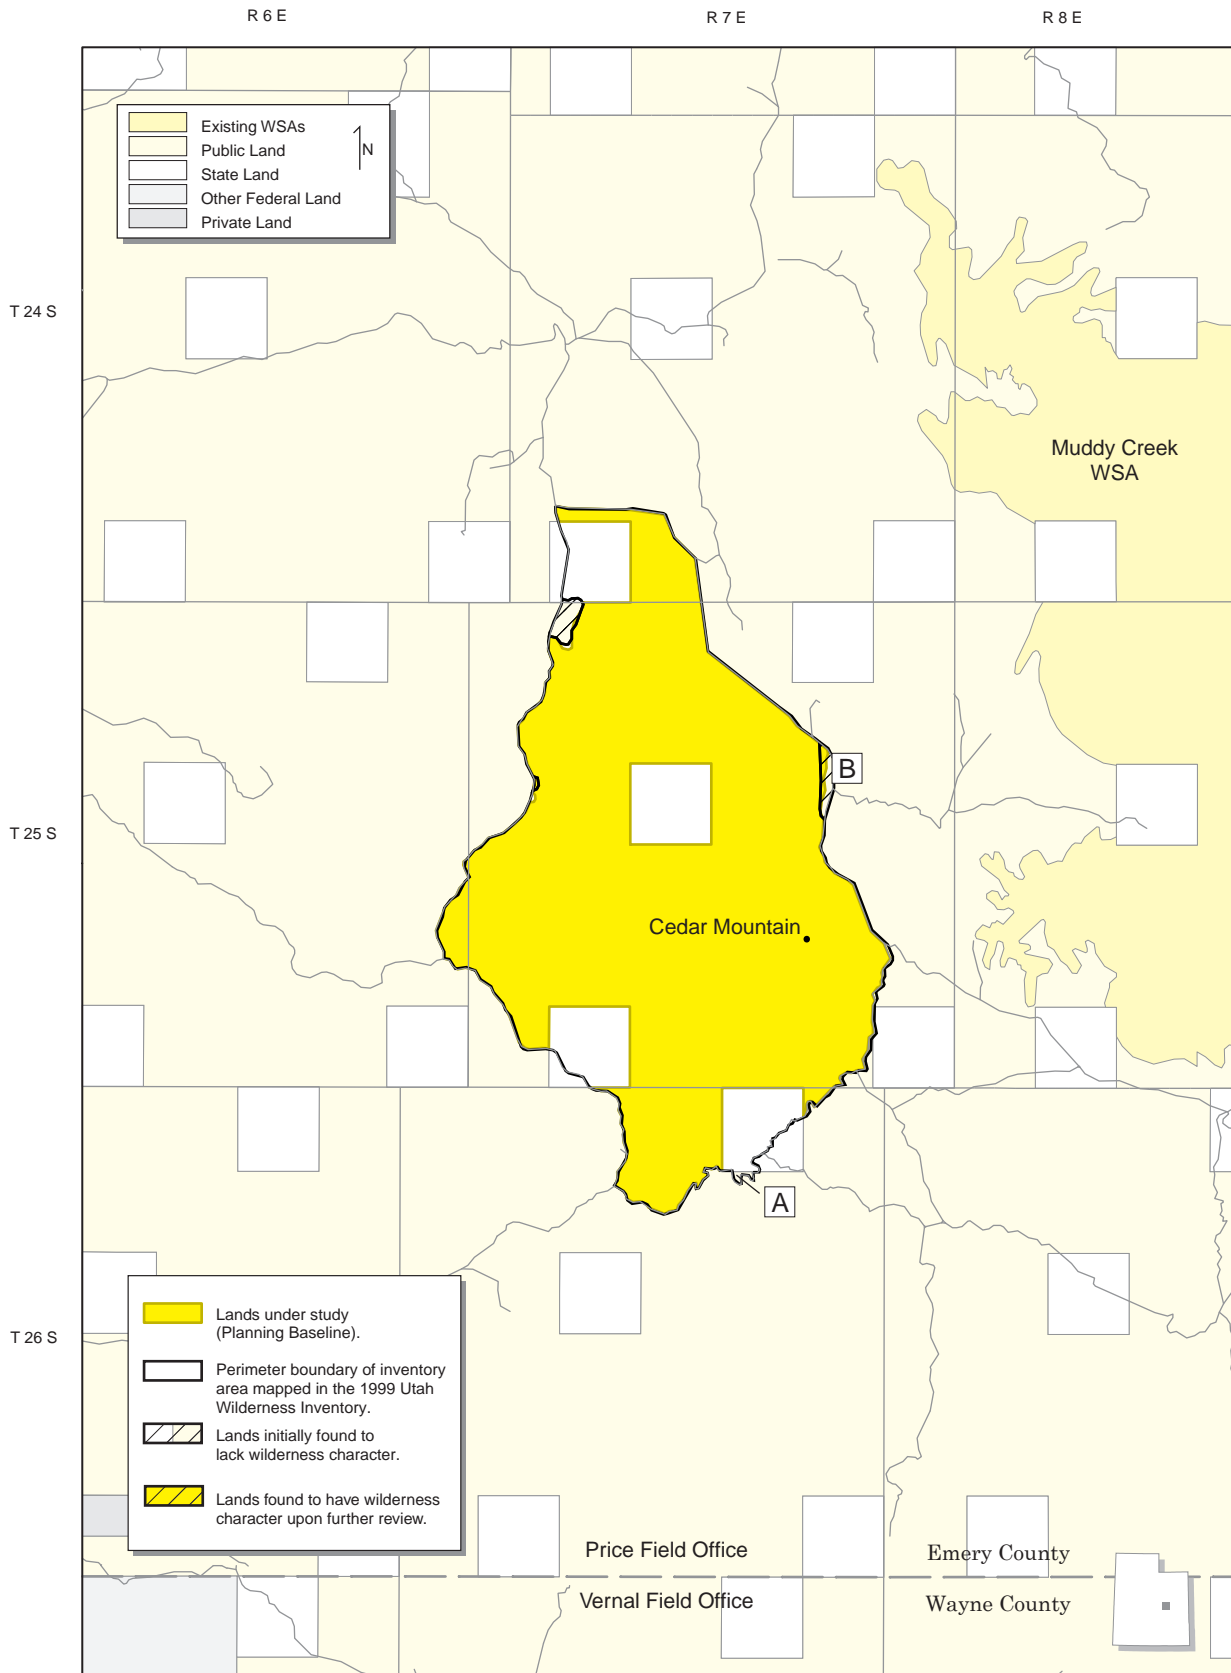 R 6 E
R 7 E
R 8 E
Existing WSAs
Public Land
State Land
Other Federal Land
Private Land
N
T 24 S
Muddy Creek
WSA
B
T 25 S
Cedar Mountain
A
T 26 S
Lands under study
(Planning Baseline).
Perimeter boundary of inventory
area mapped in the 1999 Utah
Wilderness Inventory.
Lands initially found to
lack wilderness character.
Lands found to have wilderness
character upon further review.
Price Field Office
Emery County
Vernal Field Office
Wayne County